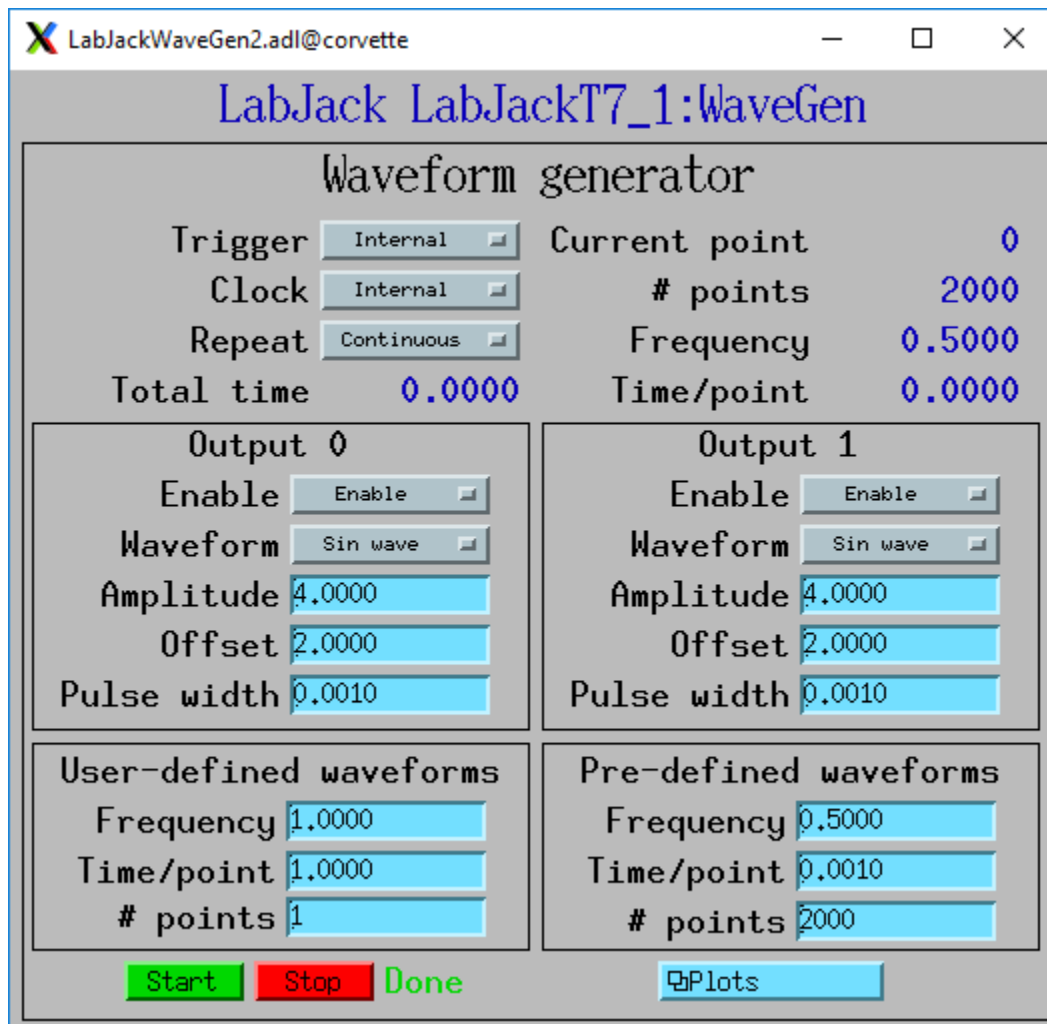 LabJackWaveGen2.adl@corvette
LabJack LabJackT7_1:WaveGen
Waveform generator
Trigger Internal Current point 0
Clock Internal # points 2000
Repeat Continuous Frequency 0.5000
Total time 0.0000 Time/point 0.0000
Output 0
Enable Enable
Waveform Sin wave
Amplitude 4.0000
Offset 2.0000
Pulse width 0.0010
Output 1
Enable Enable
Waveform Sin wave
Amplitude 4.0000
Offset 2.0000
Pulse width 0.0010
User-defined waveforms
Frequency 1.0000
Time/point 1.0000
# points 1
Pre-defined waveforms
Frequency 0.5000
Time/point 0.0010
# points 2000
Start Stop Done Plots